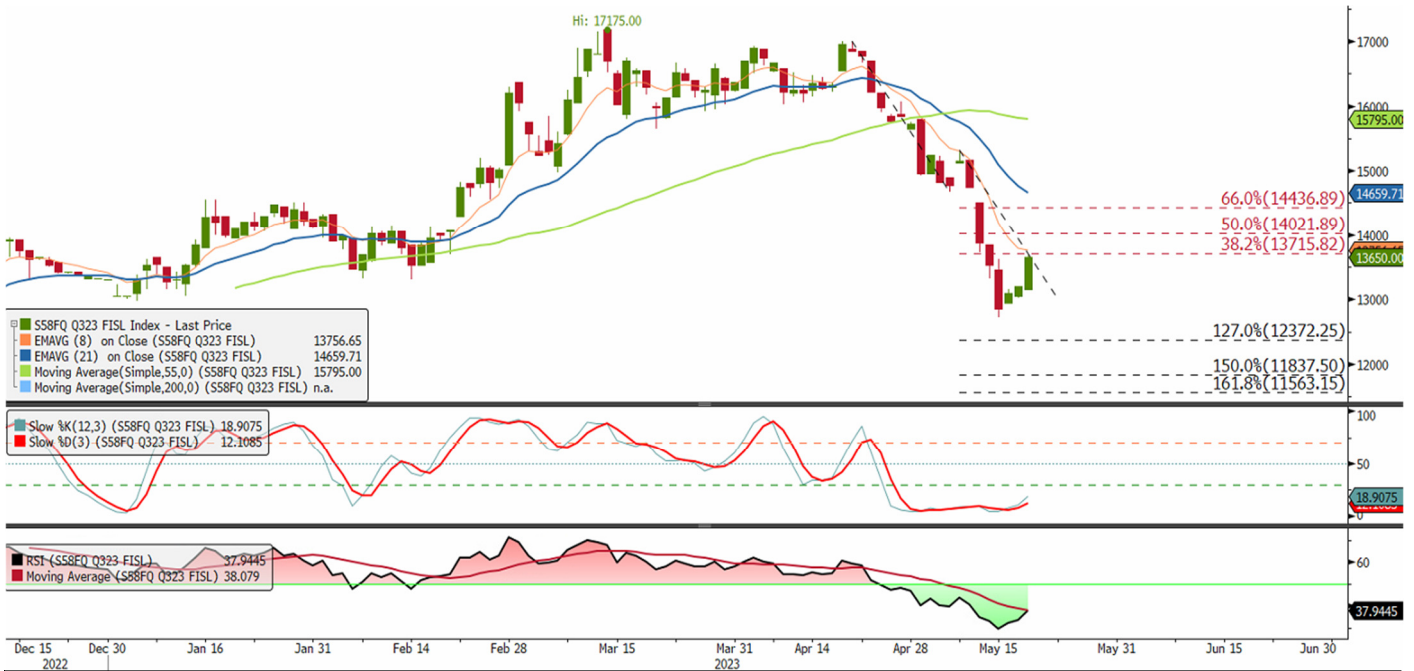 Hi: 17175.00
17000
16000
15795.00
15000
14659.71
66.0%(14436.89)
50.0%(14021.89)
14000
38.2%(13715.82)
13650.00
13000
127.0%(12372.25)
150.0%(11837.50)
12000
161.8%(11563.15)
S58FQ Q323 FISL Index - Last Price
EMAVG (8) on Close (S58FQ Q323 FISL) 13756.65
EMAVG (21) on Close (S58FQ Q323 FISL) 14659.71
Moving Average(Simple,55,0) (S58FQ Q323 FISL) 15795.00
Moving Average(Simple,200,0) (S58FQ Q323 FISL) n.a.
Slow %K(12,3) (S58FQ Q323 FISL) 18.9075
Slow %D(3) (S58FQ Q323 FISL) 12.1085
100
50
18.9075
0
RSI (S58FQ Q323 FISL) 37.9445
Moving Average (S58FQ Q323 FISL) 38.079
60
37.9445
Dec 15 Dec 30 Jan 16 Jan 31 Feb 14 Feb 28 Mar 15 Mar 31 Apr 14 Apr 28 May 15 May 31 Jun 15 Jun 30
2022 2023